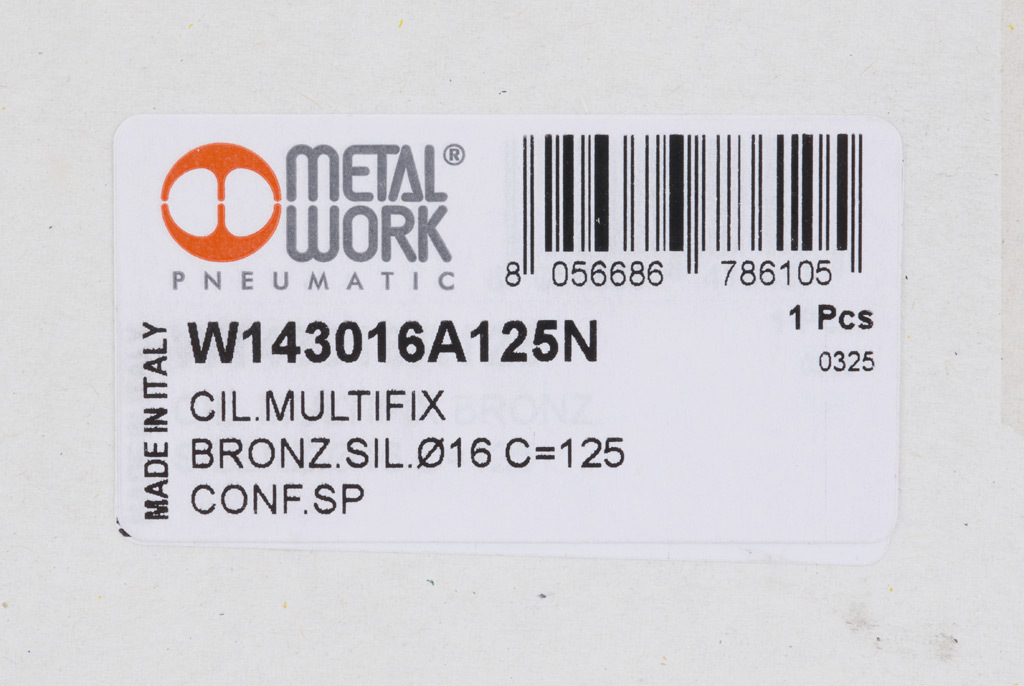 METAL®
WORK
PNEUMATIC
8 056686 786105
1 Pcs
0325
W143016A125N
MADE IN ITALY
CIL.MULTIFIX
BRONZ.SIL.Ø16 C=125
CONF.SP